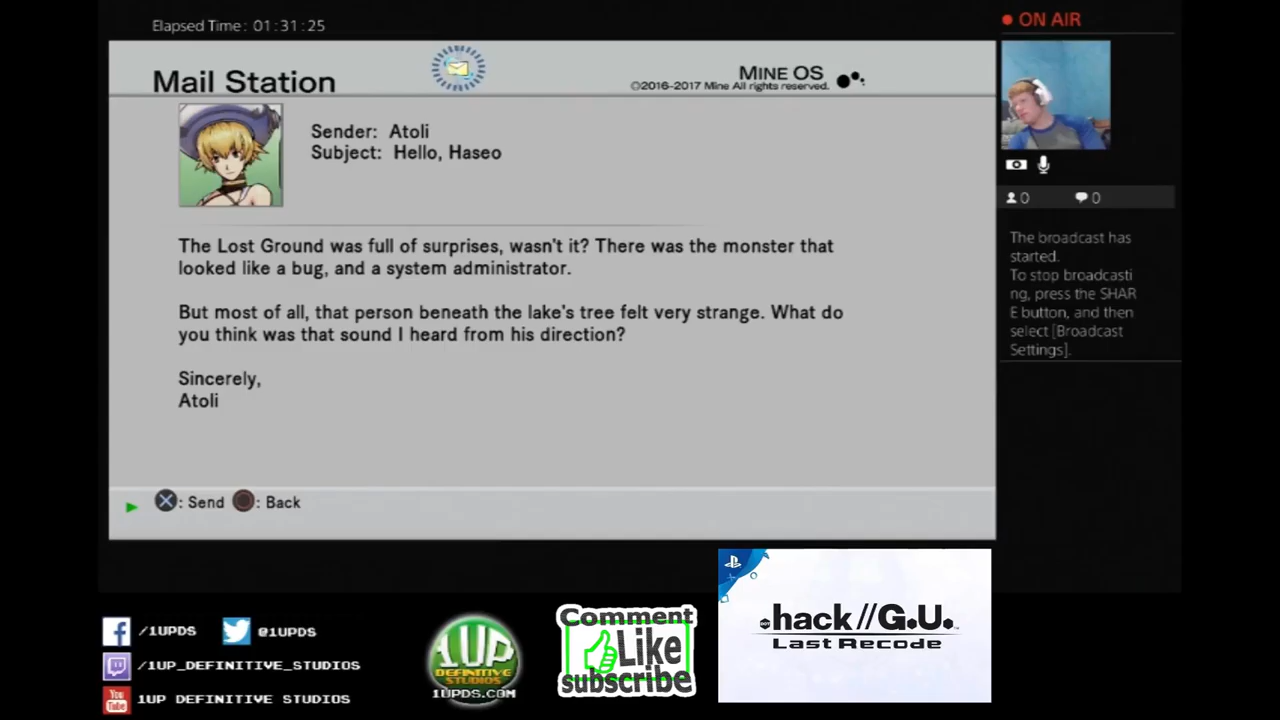 Elapsed Time: 01:31:25
ON AIR
Mail Station
MINE OS
©2016-2017 Mine All rights reserved.
Sender: Atoli
Subject: Hello, Haseo
0 0
The Lost Ground was full of surprises, wasn't it? There was the monster that
looked like a bug, and a system administrator.
But most of all, that person beneath the lake's tree felt very strange. What do
you think was that sound I heard from his direction?
Sincerely,
Atoli
: Send : Back
The broadcast has
started.
To stop broadcasti
ng, press the SHAR
E button, and then
select [Broadcast
Settings].
/1UPDS @1UPDS
/1UP_DEFINITIVE_STUDIOS
You
Tube
1UP DEFINITIVE STUDIOS
1UP
DEFINITIVE
STUDIOS
1UPDS.COM
Comment
Like
subscribe
.hack//G.U.™
Last Recode